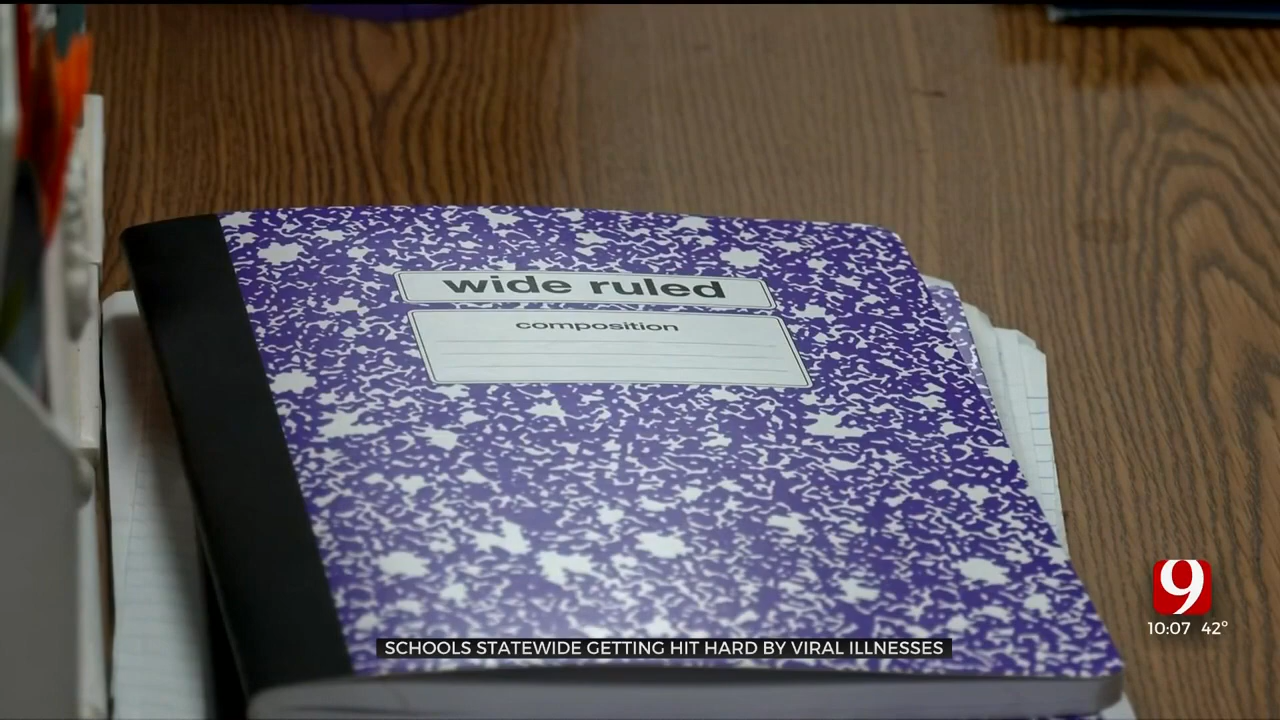 wide ruled
composition
SCHOOLS STATEWIDE GETTING HIT HARD BY VIRAL ILLNESSES
9
10:07 42°